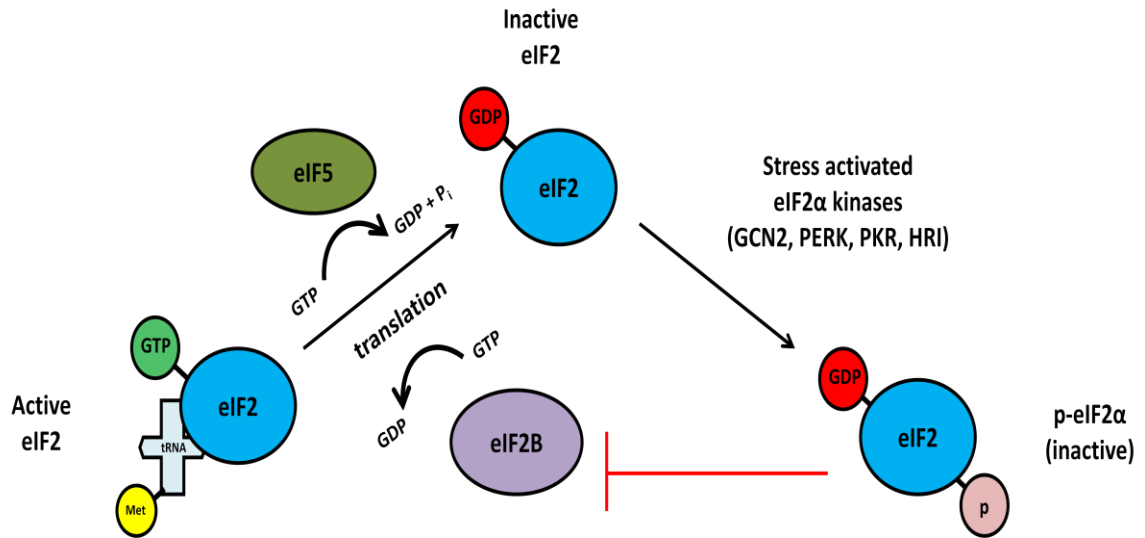 Inactive
eIF2
GDP
eIF2
eIF5
GDP + Pi
GTP
translation
Stress activated
eIF2α kinases
(GCN2, PERK, PKR, HRI)
GTP
eIF2
Active
eIF2
tRNA
Met
GTP
GDP
eIF2B
GDP
eIF2
p-eIF2α
(inactive)
p